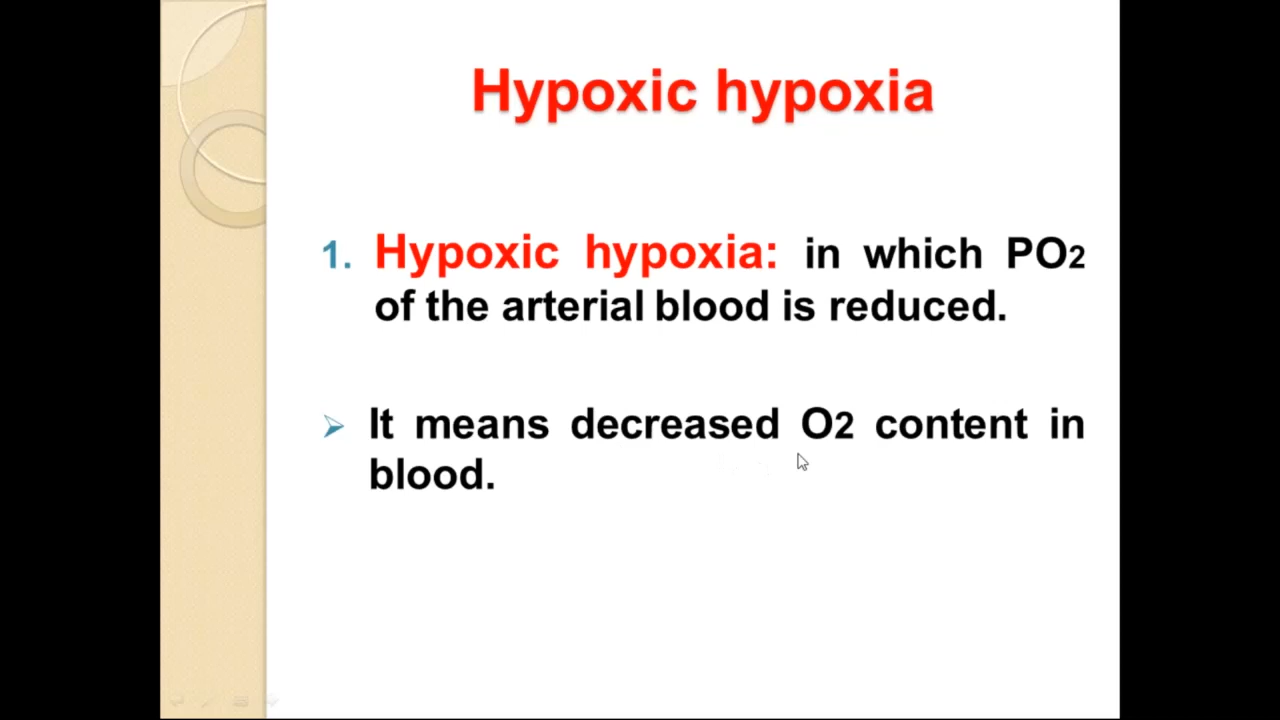 Hypoxic hypoxia
1. Hypoxic hypoxia: in which PO2
of the arterial blood is reduced.
It means decreased O2 content in
blood.